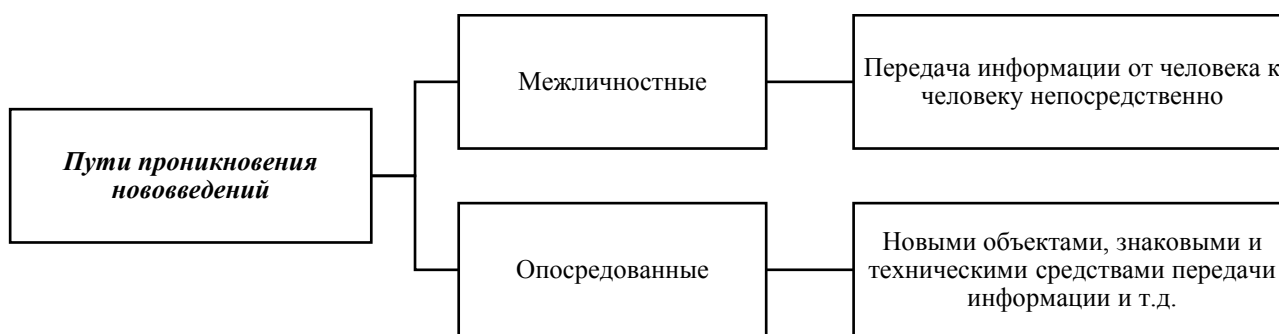 Пути проникновения
нововведений
Межличностные
Передача информации от человека к
человеку непосредственно
Опосредованные
Новыми объектами, знаковыми и
техническими средствами передачи
информации и т.д.